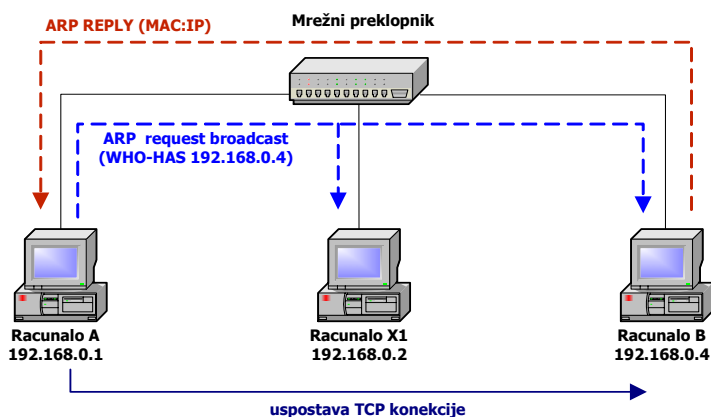 ARP REPLY (MAC:IP)
Mrežni preklopnik
ARP request broadcast
(WHO-HAS 192.168.0.4)
Racunalo A
192.168.0.1
Racunalo X1
192.168.0.2
Racunalo B
192.168.0.4
uspostava TCP konekcije